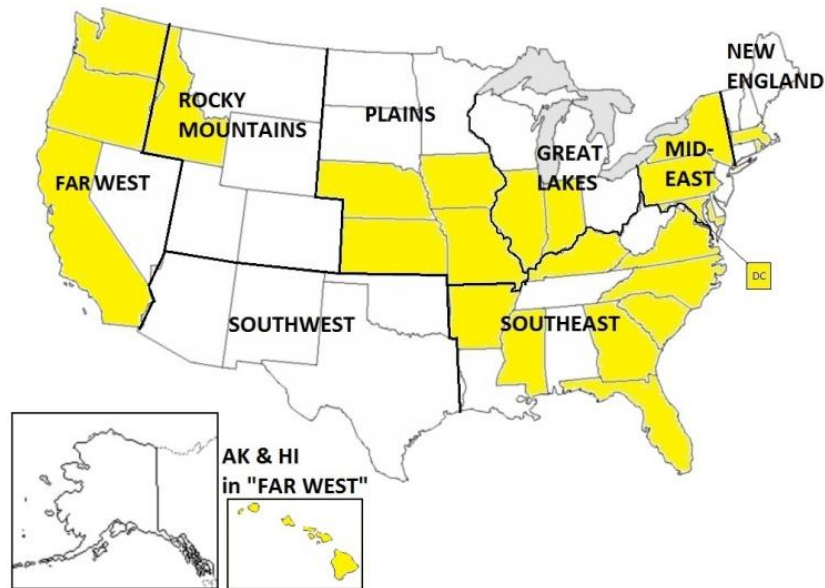 NEW
ENGLAND
ROCKY
MOUNTAINS
PLAINS
GREAT
LAKES
MID-
EAST
FAR WEST
DC
SOUTHWEST
SOUTHEAST
AK & HI
in "FAR WEST"